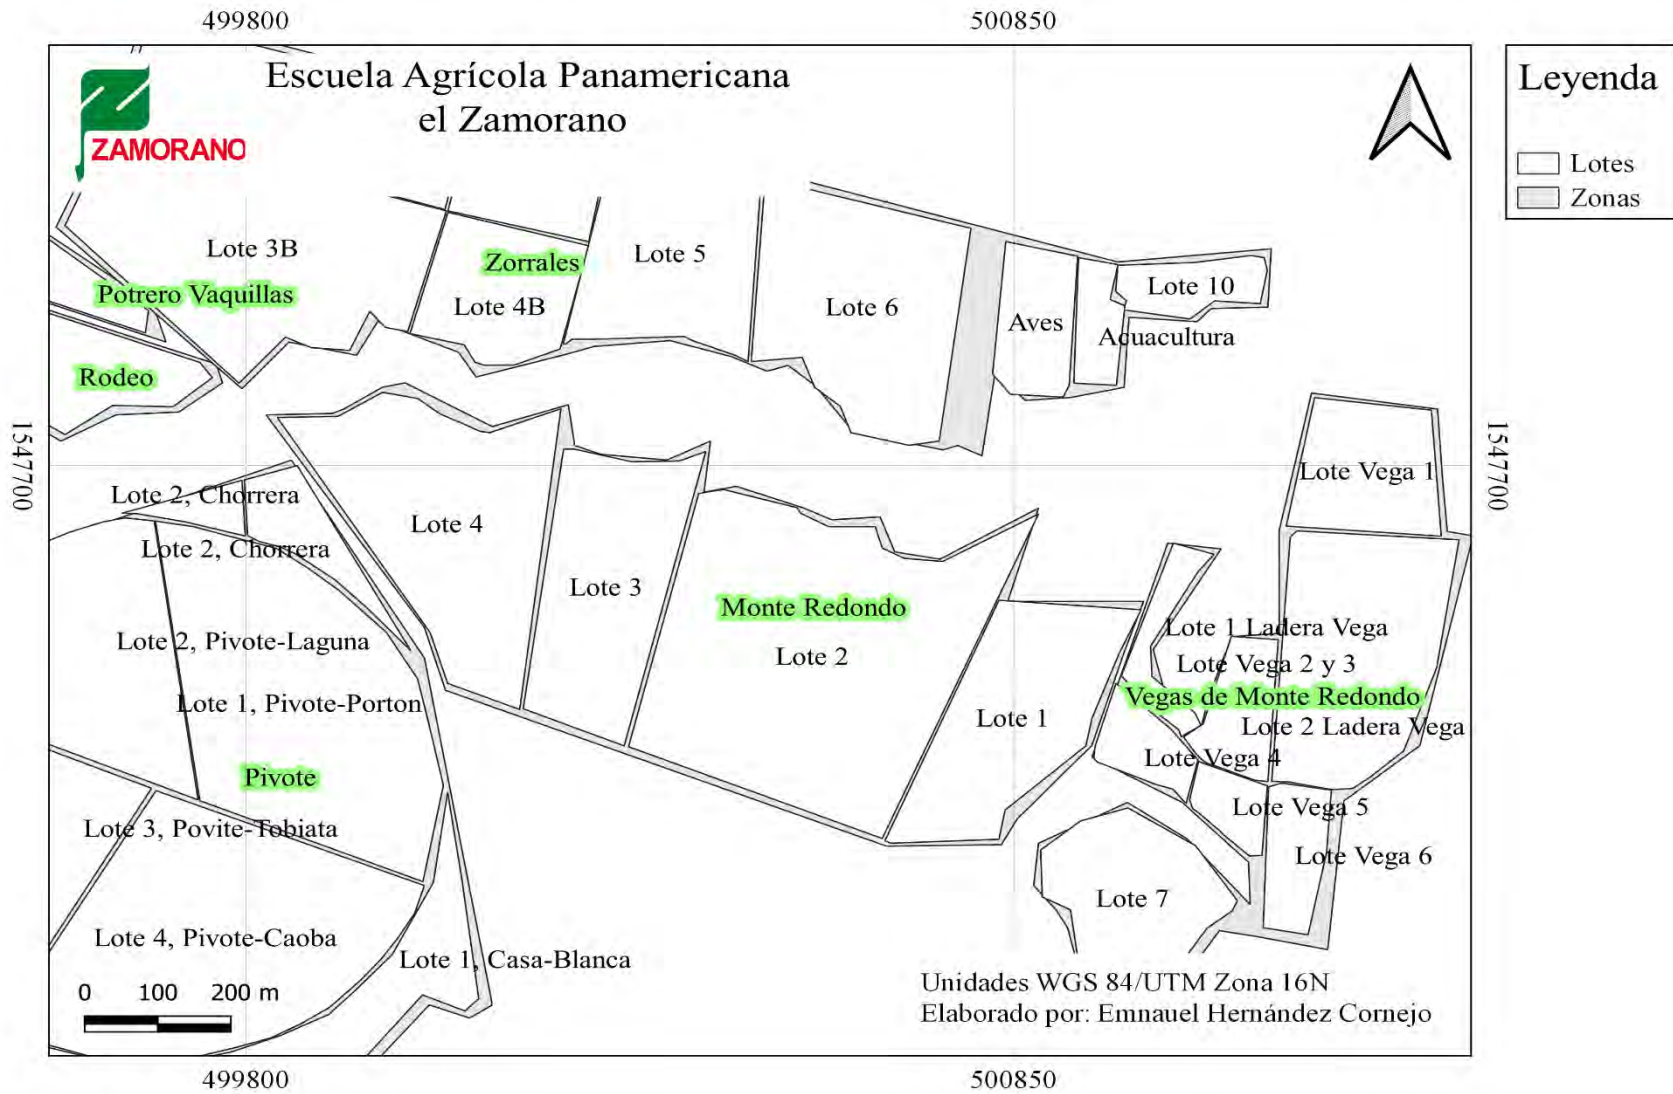 499800
500850
Escuela Agrícola Panamericana
el Zamorano
ZAMORANO
Leyenda
Lotes
Zonas
Lote 3B
Zorrales
Lote 5
Potrero Vaquillas
Lote 4B
Lote 6
Aves
Lote 10
Acuacultura
Rodeo
1547700
1547700
Lote Vega 1
Lote 2, Chorrera
Lote 4
Lote 2, Chorrera
Lote 3
Monte Redondo
Lote 2
Lote 1 Ladera Vega
Lote 2, Pivote-Laguna
Lote Vega 2 y 3
Vegas de Monte Redondo
Lote 1, Pivote-Porton
Lote 1
Lote 2 Ladera Vega
Lote Vega 4
Pivote
Lote Vega 5
Lote 3, Povite-Tobiata
Lote Vega 6
Lote 7
Lote 4, Pivote-Caoba
Lote 1, Casa-Blanca
0 100 200 m
Unidades WGS 84/UTM Zona 16N
Elaborado por: Emnauel Hernández Cornejo
499800
500850